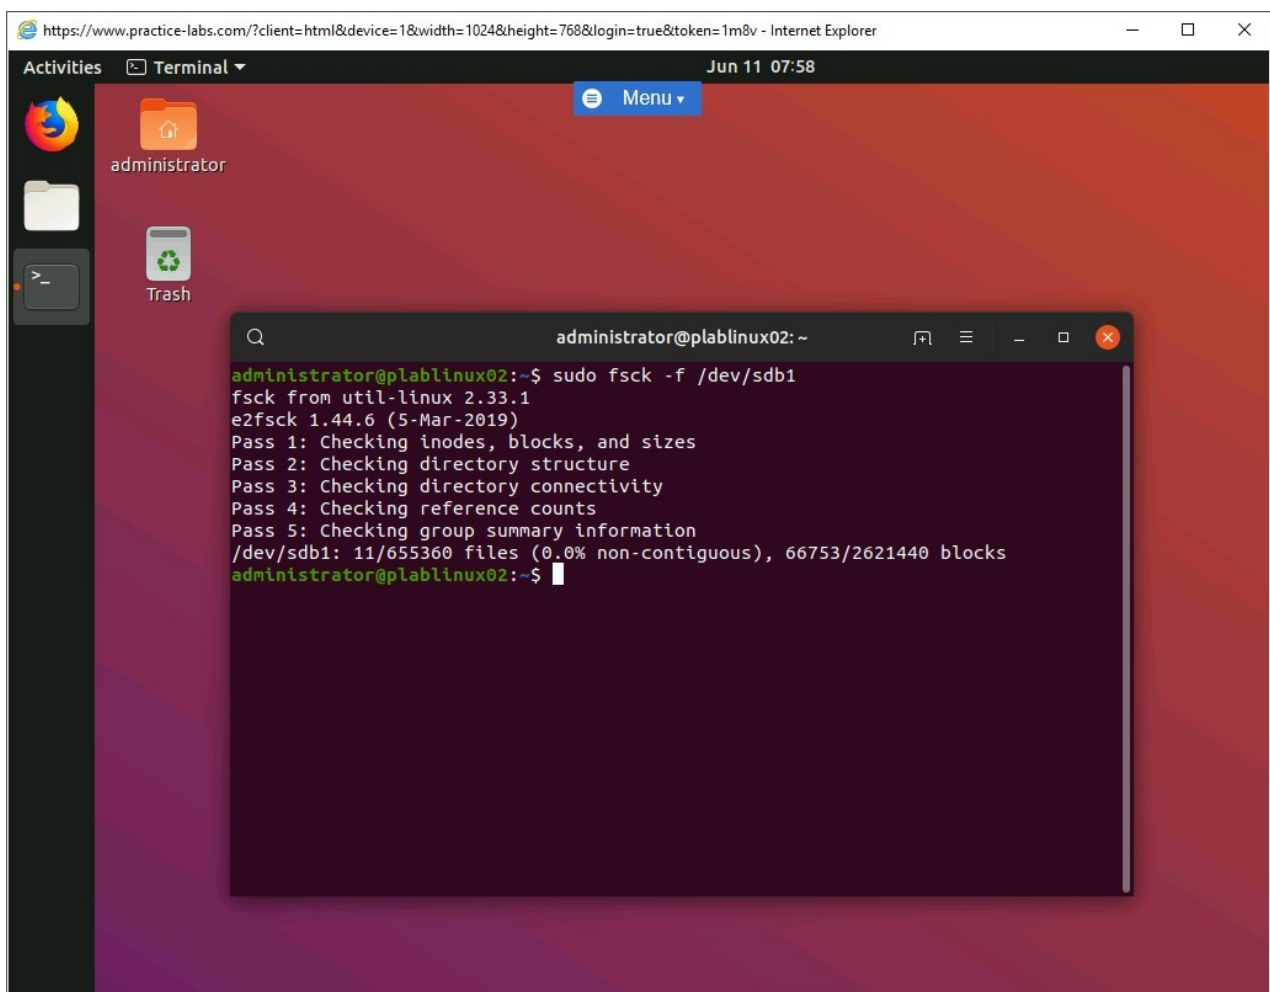 https://www.practice-labs.com/?client=html&device=1&width=1024&height=768&login=true&token=1m8v - Internet Explorer
Activities Terminal Jun 11 07:58
Menu
administrator
Trash
administrator@plablinux02: ~
administrator@plablinux02:~$ sudo fsck -f /dev/sdb1
fsck from util-linux 2.33.1
e2fsck 1.44.6 (5-Mar-2019)
Pass 1: Checking inodes, blocks, and sizes
Pass 2: Checking directory structure
Pass 3: Checking directory connectivity
Pass 4: Checking reference counts
Pass 5: Checking group summary information
/dev/sdb1: 11/655360 files (0.0% non-contiguous), 66753/2621440 blocks
administrator@plablinux02:~$